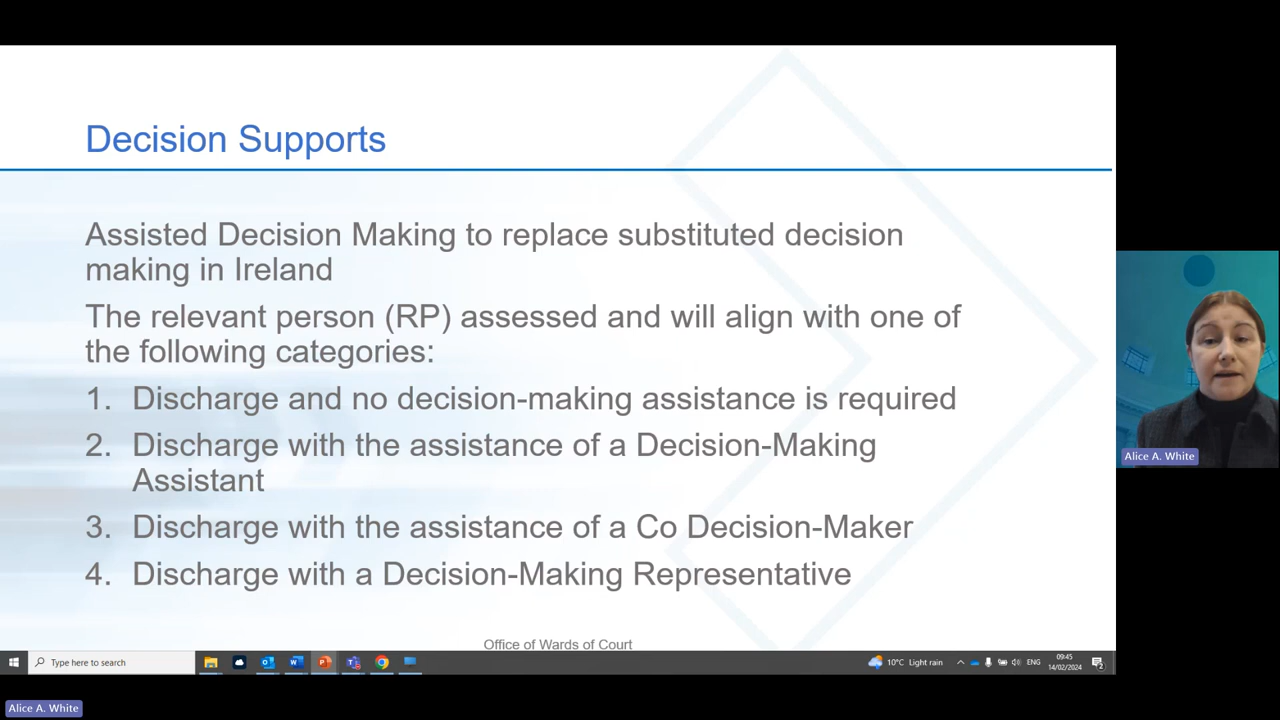 Decision Supports
Assisted Decision Making to replace substituted decision
making in Ireland
The relevant person (RP) assessed and will align with one of
the following categories:
1. Discharge and no decision-making assistance is required
2. Discharge with the assistance of a Decision-Making
Assistant
3. Discharge with the assistance of a Co Decision-Maker
4. Discharge with a Decision-Making Representative
Office of Wards of Court
Alice A. White
Type here to search
10°C Light rain
ENG
09:45
14/02/2024
2
Alice A. White